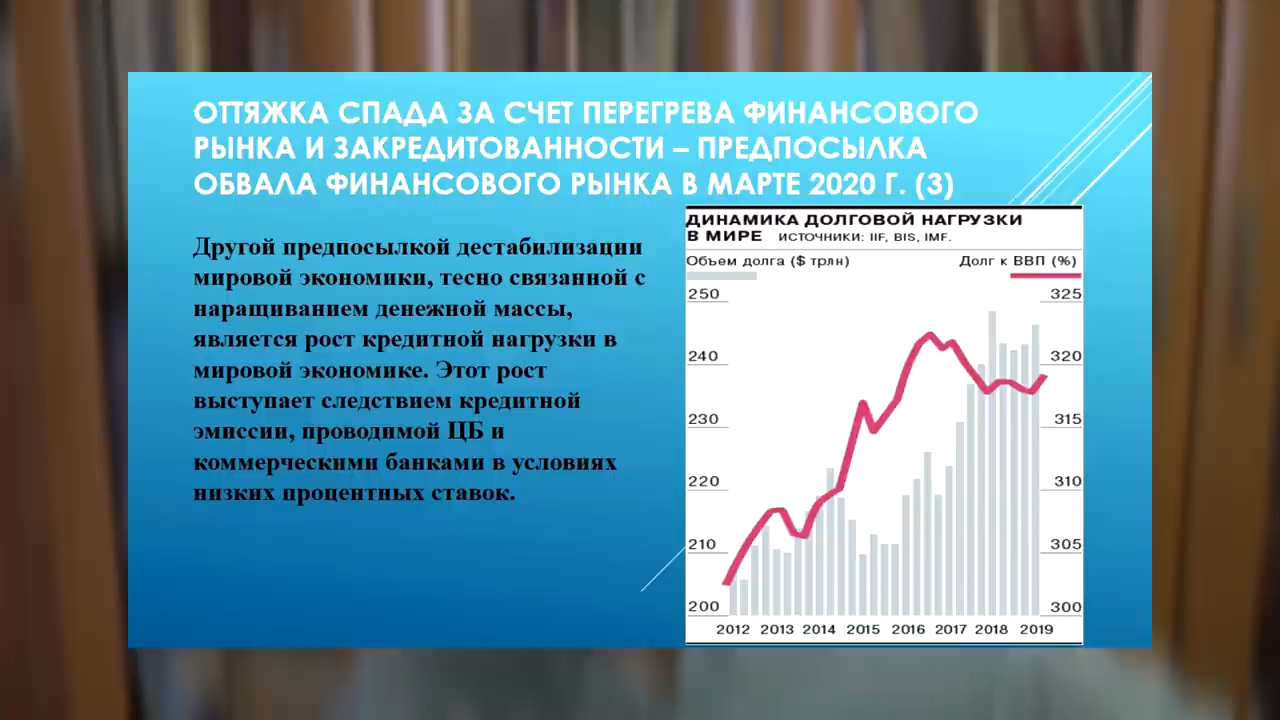 ОТТЯЖКА СПАДА ЗА СЧЕТ ПЕРЕГРЕВА ФИНАНСОВОГО
РЫНКА И ЗАКРЕДИТОВАННОСТИ – ПРЕДПОСЫЛКА
ОБВАЛА ФИНАНСОВОГО РЫНКА В МАРТЕ 2020 Г. (3)
Другой предпосылкой дестабилизации
мировой экономики, тесно связанной с
наращиванием денежной массы,
является рост кредитной нагрузки в
мировой экономике. Этот рост
выступает следствием кредитной
эмиссии, проводимой ЦБ и
коммерческими банками в условиях
низких процентных ставок.
ДИНАМИКА ДОЛГОВОЙ НАГРУЗКИ
В МИРЕ ИСТОЧНИКИ: IIF, BIS, IMF.
Объем долга ($ трлн) Долг к ВВП (%)
250 325
240 320
230 315
220 310
210 305
200 300
2012 2013 2014 2015 2016 2017 2018 2019